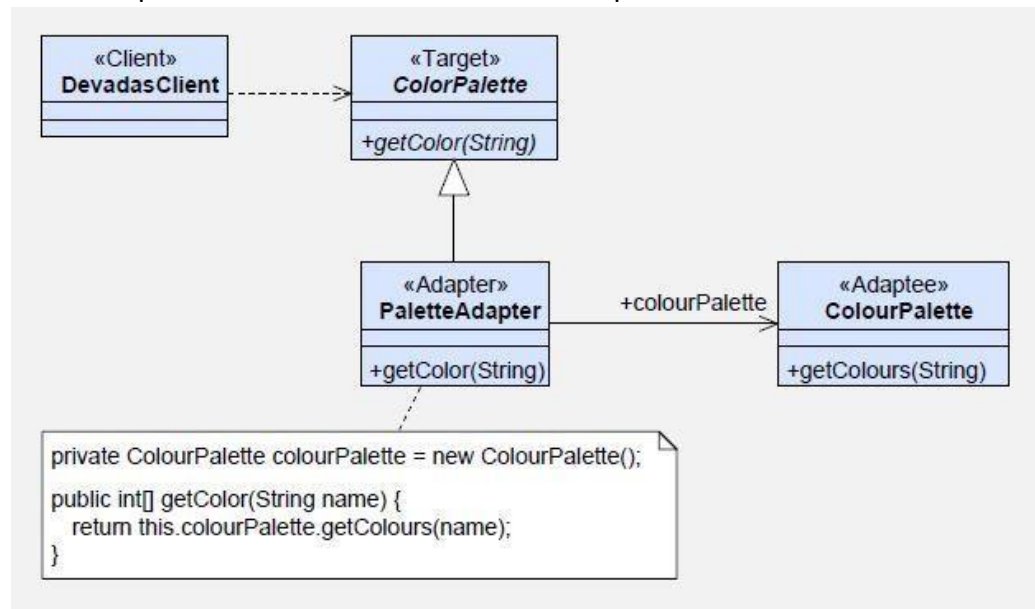 «Client»
DevadasClient
«Target»
ColorPalette
+getColor(String)
«Adapter»
PaletteAdapter
+getColor(String)
+colourPalette
«Adaptee»
ColourPalette
+getColours(String)
private ColourPalette colourPalette = new ColourPalette();
public int[] getColor(String name) {
return this.colourPalette.getColours(name);
}